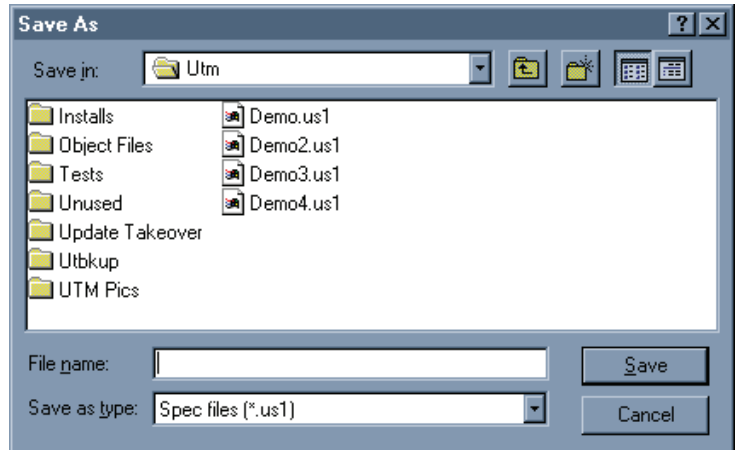 Save As
Save in: Utm
Installs
Object Files
Tests
Unused
Update Takeover
Utbkup
UTM Pics
Demo.us1
Demo2.us1
Demo3.us1
Demo4.us1
File name:
Save
Save as type: Spec files (*.us1)
Cancel